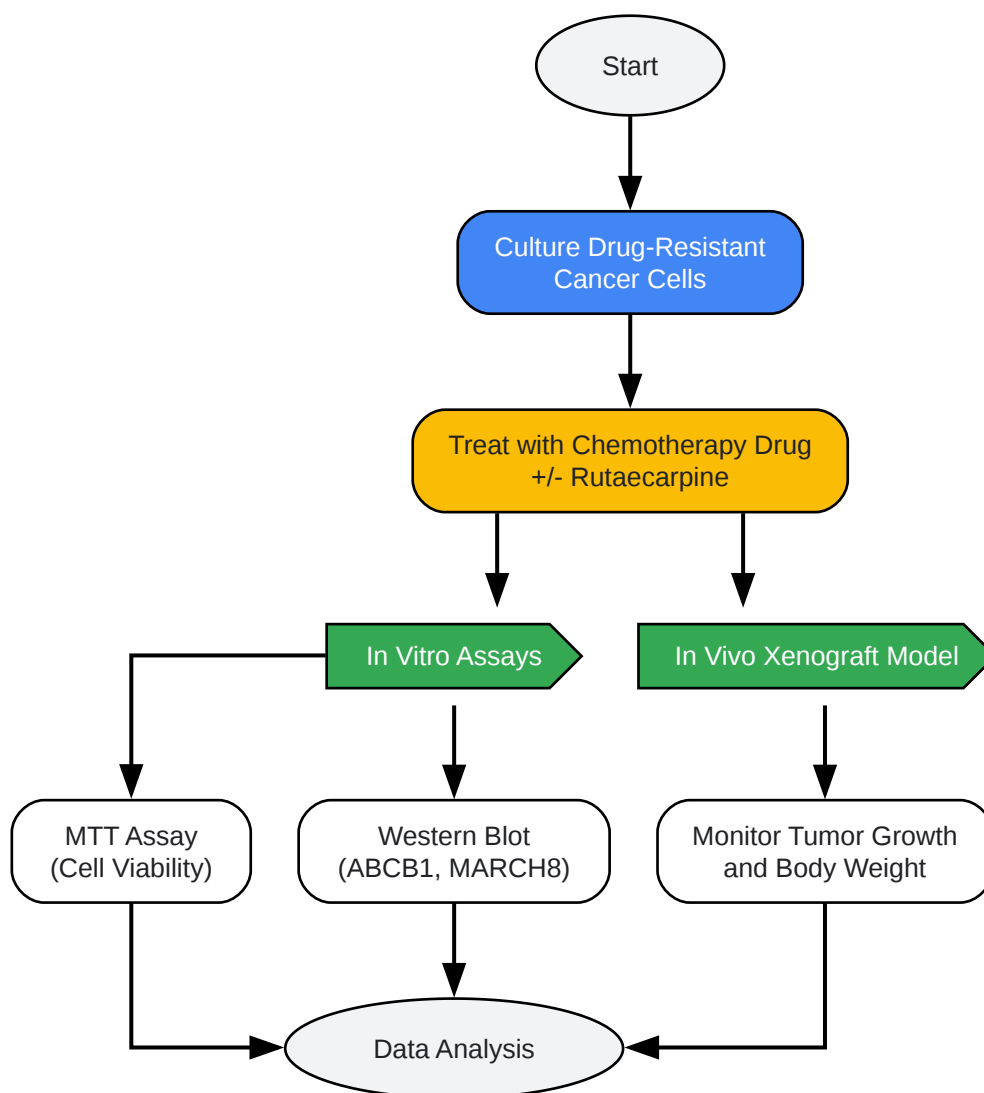 Start
Culture Drug-Resistant
Cancer Cells
Treat with Chemotherapy Drug
+/- Rutaecarpine
In Vitro Assays
In Vivo Xenograft Model
MTT Assay
(Cell Viability)
Western Blot
(ABCB1, MARCH8)
Monitor Tumor Growth
and Body Weight
Data Analysis